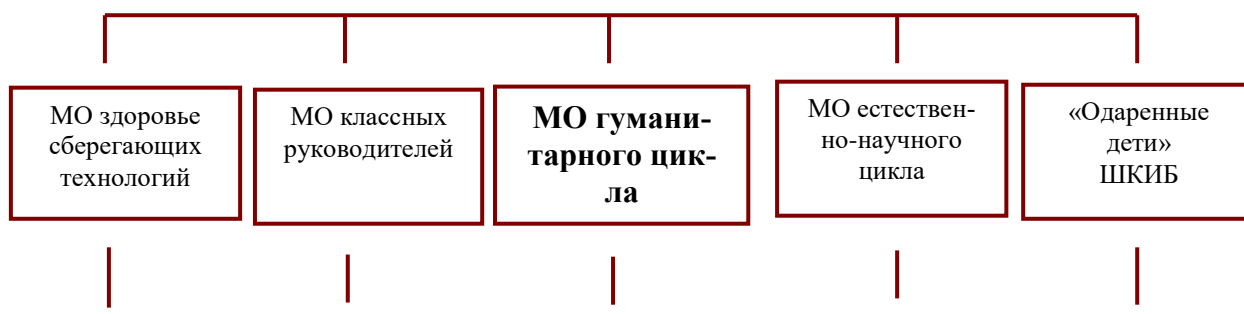 МО здоровье
сберегающих
технологий
МО классных
руководителей
МО гумани-
тарного цик-
ла
МО естествен-
но-научного
цикла
«Одаренные
дети»
ШКИБ